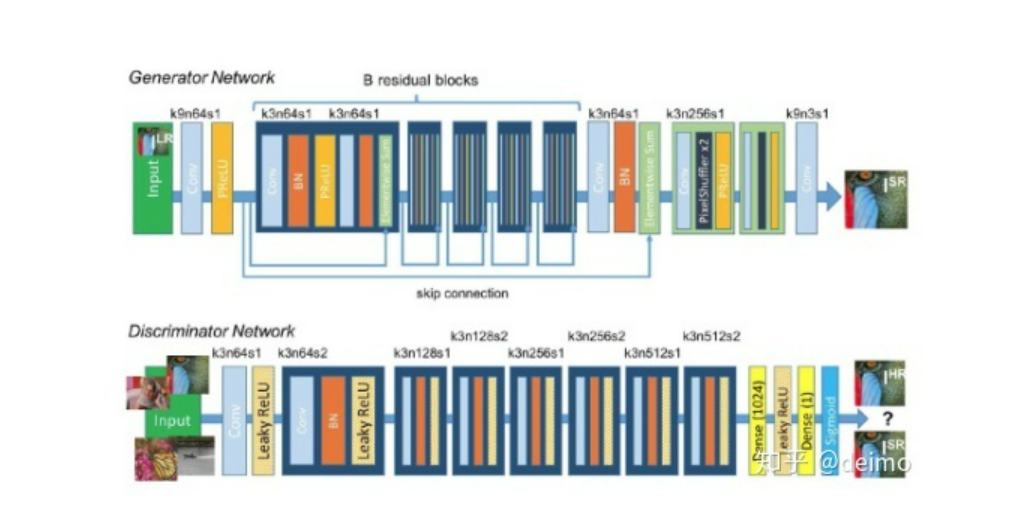 Generator Network
B residual blocks
k9n64s1
k3n64s1
k3n64s1
k3n64s1
k3n256s1
k9n3s1
LR
Input
Conv
PReLU
Conv
BN
PReLU
Elementwise Sum
Conv
BN
Elementwise Sum
Conv
PixelShuffler x2
PReLU
Conv
I SR
skip connection
Discriminator Network
k3n128s2
k3n256s2
k3n512s2
k3n64s1
k3n64s2
k3n128s1
k3n256s1
k3n512s1
Input
Conv
Leaky ReLU
Conv
BN
Leaky ReLU
Dense (1024)
Leaky ReLU
Dense (1)
Sigmoid
I HR
?
I SR
知乎 @deimo